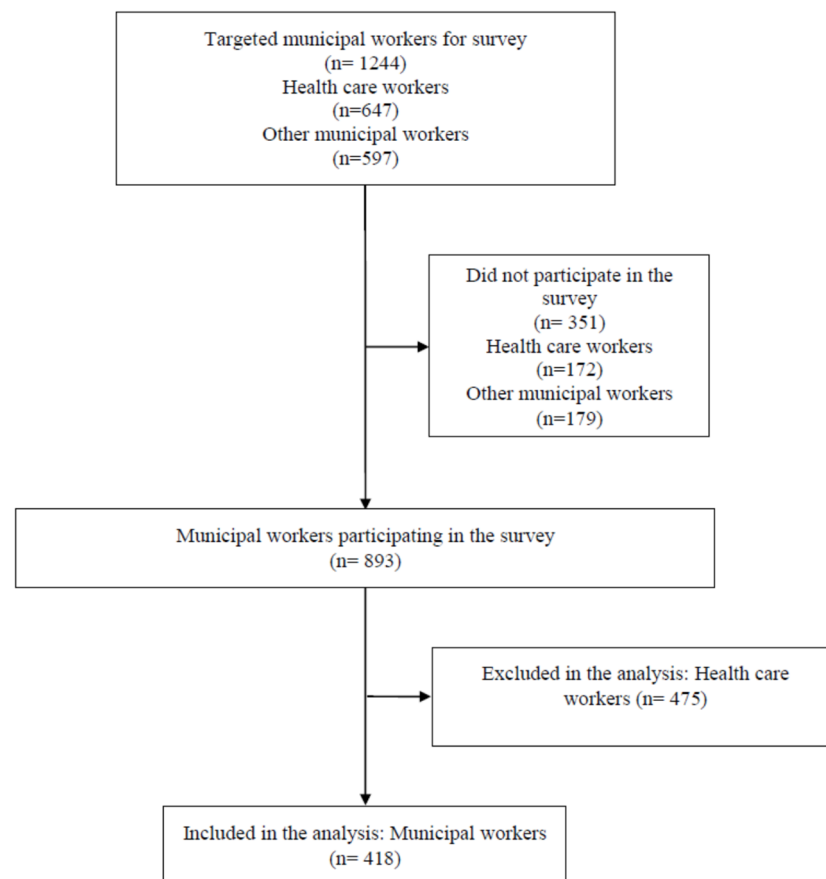 Targeted municipal workers for survey
(n= 1244)
Health care workers
(n=647)
Other municipal workers
(n=597)
Did not participate in the
survey
(n= 351)
Health care workers
(n=172)
Other municipal workers
(n=179)
Municipal workers participating in the survey
(n= 893)
Excluded in the analysis: Health care
workers (n= 475)
Included in the analysis: Municipal workers
(n= 418)